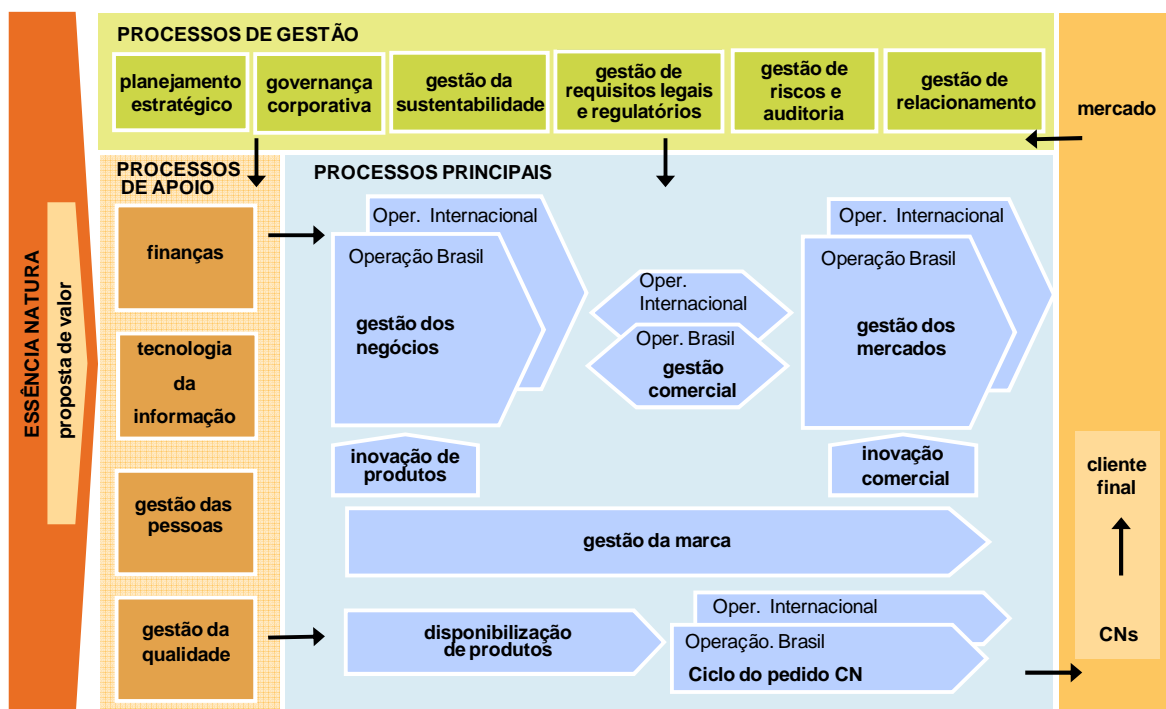 PROCESSOS DE GESTÃO
planejamento
estratégico
governança
corporativa
gestão da
sustentabilidade
gestão de
requisitos legais
e regulatórios
gestão de
riscos e
auditoria
gestão de
relacionamento
mercado
ESSÊNCIA NATURA
proposta de valor
PROCESSOS
DE APOIO
finanças
tecnologia
da
informação
gestão das
pessoas
gestão da
qualidade
PROCESSOS PRINCIPAIS
Oper. Internacional
Operação Brasil
gestão dos
negócios
Oper.
Internacional
Oper. Brasil
gestão
comercial
Oper. Internacional
Operação Brasil
gestão dos
mercados
inovação de
produtos
inovação
comercial
gestão da marca
disponibilização
de produtos
Oper. Internacional
Operação. Brasil
Ciclo do pedido CN
cliente
final
CNs